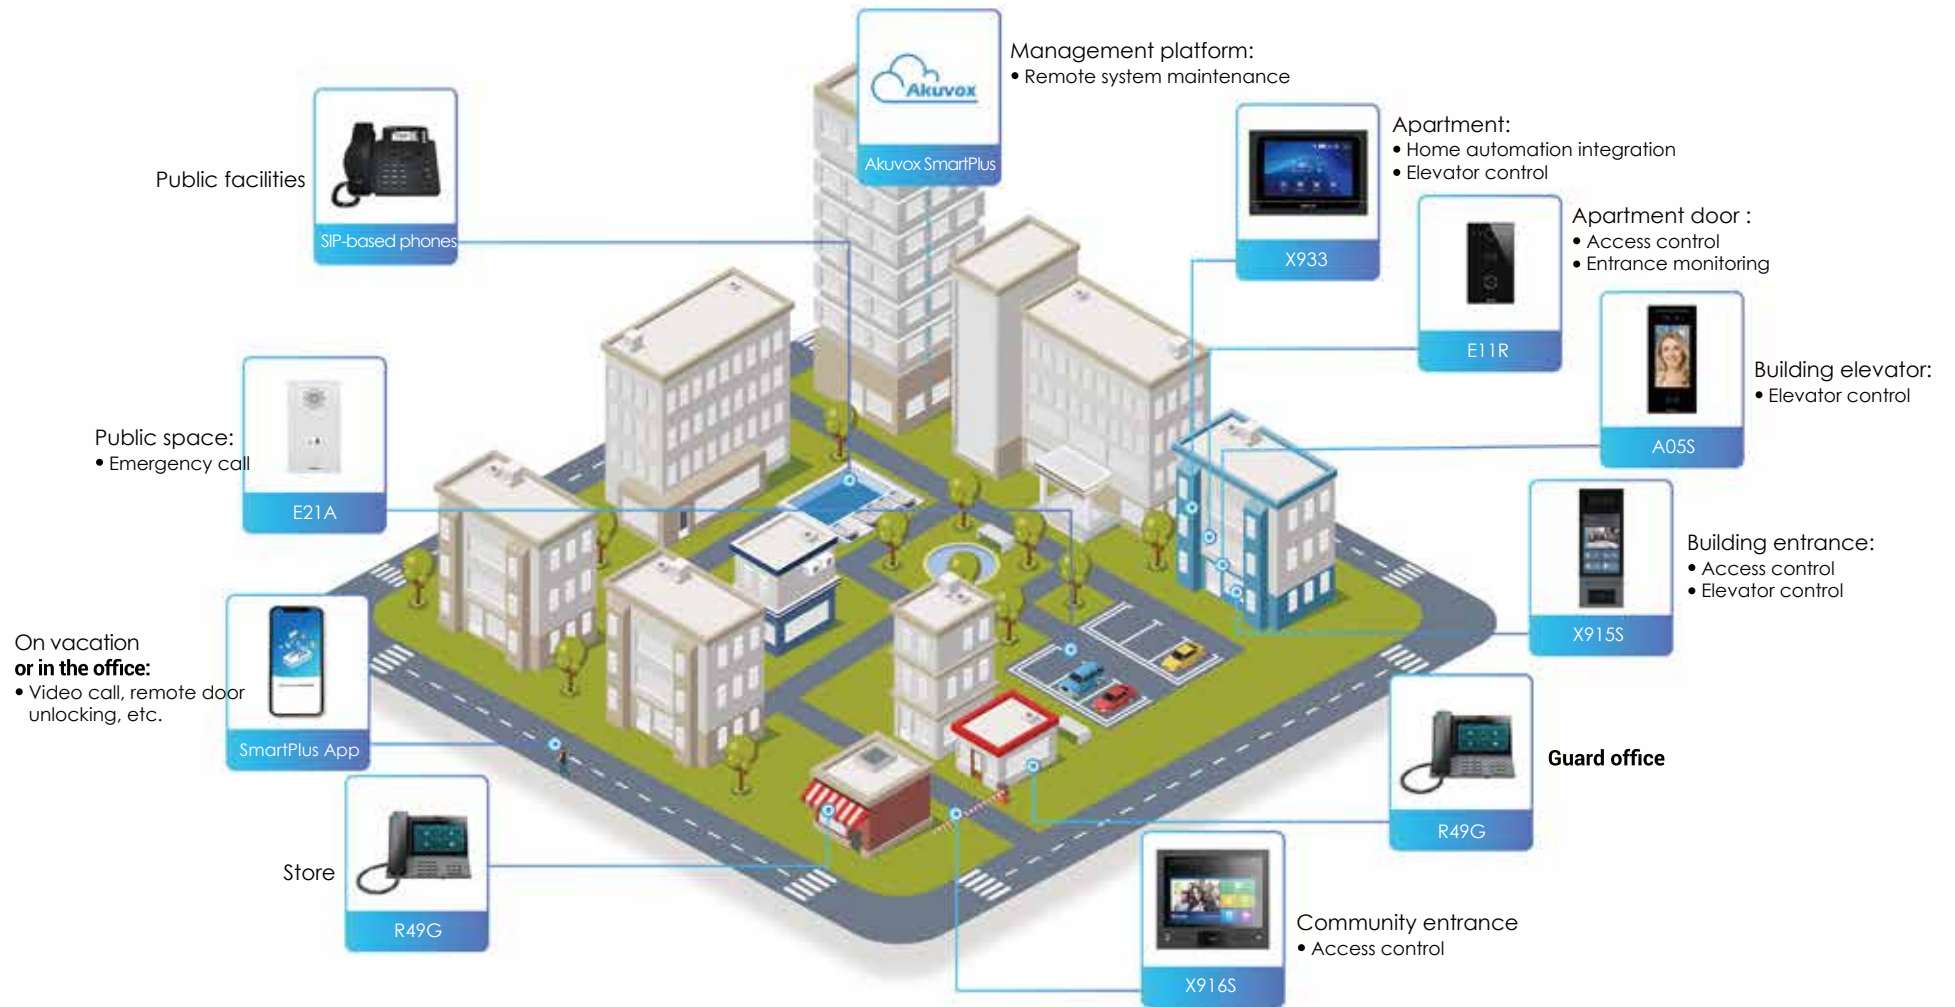 Akuvox
Akuvox SmartPlus
Management platform:
• Remote system maintenance
Public facilities
SIP-based phones
X933
Apartment:
• Home automation integration
• Elevator control
E11R
Apartment door :
• Access control
• Entrance monitoring
A05S
Building elevator:
• Elevator control
Public space:
• Emergency call
E21A
X915S
Building entrance:
• Access control
• Elevator control
On vacation
or in the office:
• Video call, remote door
unlocking, etc.
SmartPlus App
R49G
Guard office
Store
R49G
X916S
Community entrance
• Access control